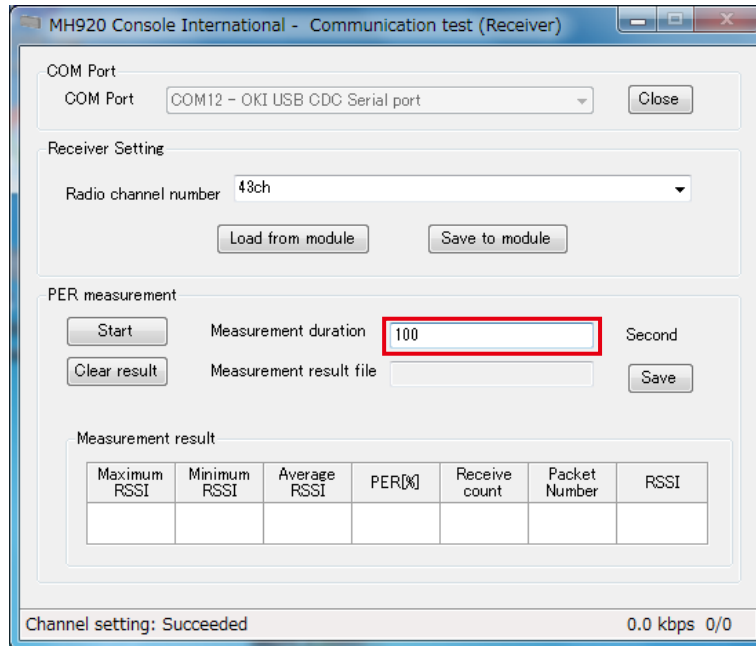 MH920 Console International - Communication test (Receiver)
COM Port
COM Port COM12 - OKI USB CDC Serial port Close
Receiver Setting
Radio channel number 43ch
Load from module Save to module
PER measurement
Start Measurement duration 100 Second
Clear result Measurement result file Save
Measurement result
Maximum RSSI Minimum RSSI Average RSSI PER[%] Receive count Packet Number RSSI
Channel setting: Succeeded 0.0 kbps 0/0